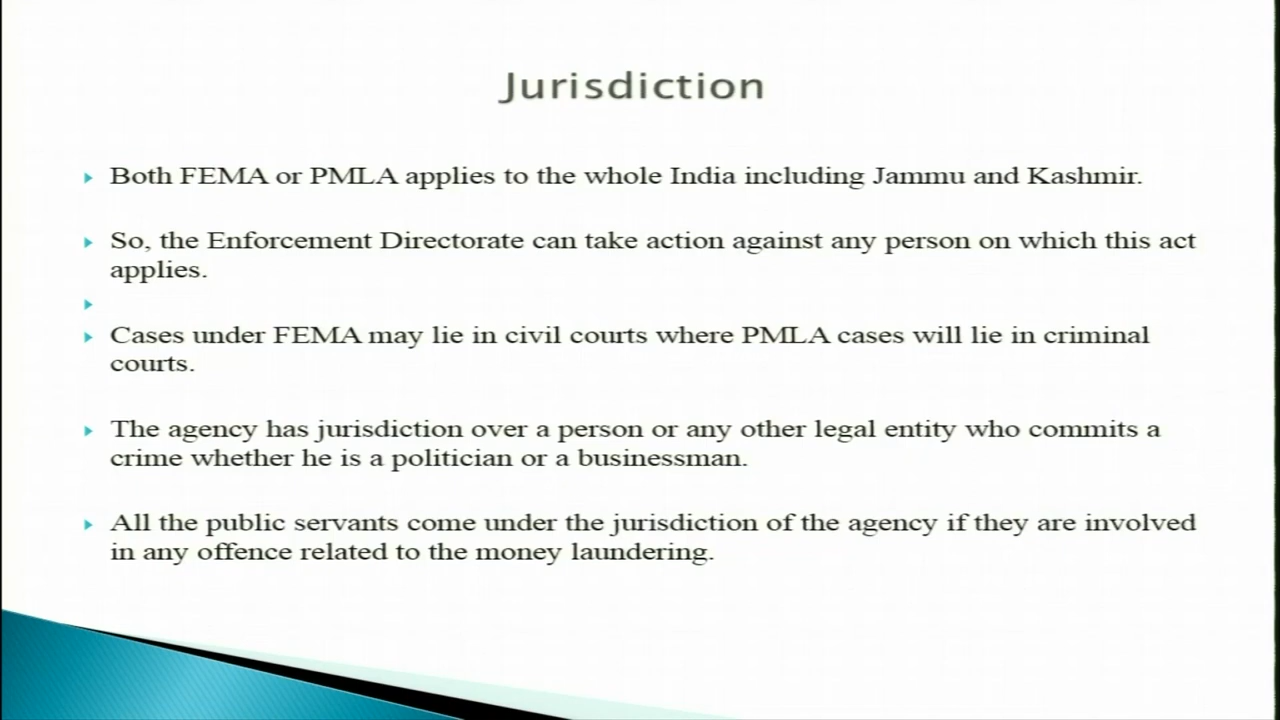 Jurisdiction
Both FEMA or PMLA applies to the whole India including Jammu and Kashmir.
So, the Enforcement Directorate can take action against any person on which this act
applies.
Cases under FEMA may lie in civil courts where PMLA cases will lie in criminal
courts.
The agency has jurisdiction over a person or any other legal entity who commits a
crime whether he is a politician or a businessman.
All the public servants come under the jurisdiction of the agency if they are involved
in any offence related to the money laundering.